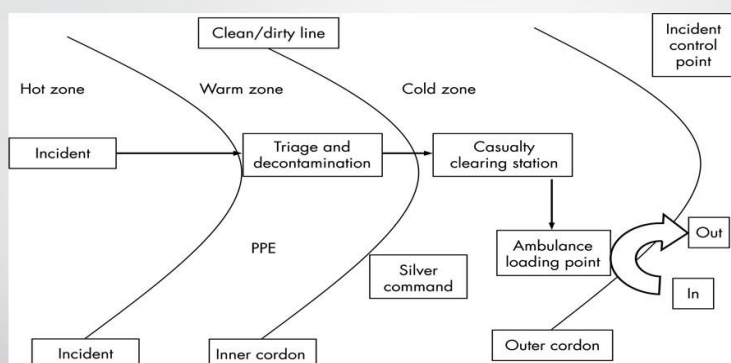 Clean/dirty line
Incident
control
point
Hot zone
Warm zone
Cold zone
Incident
Triage and
decontamination
Casualty
clearing station
PPE
Silver
command
Ambulance
loading point
Out
In
Incident
Inner cordon
Outer cordon